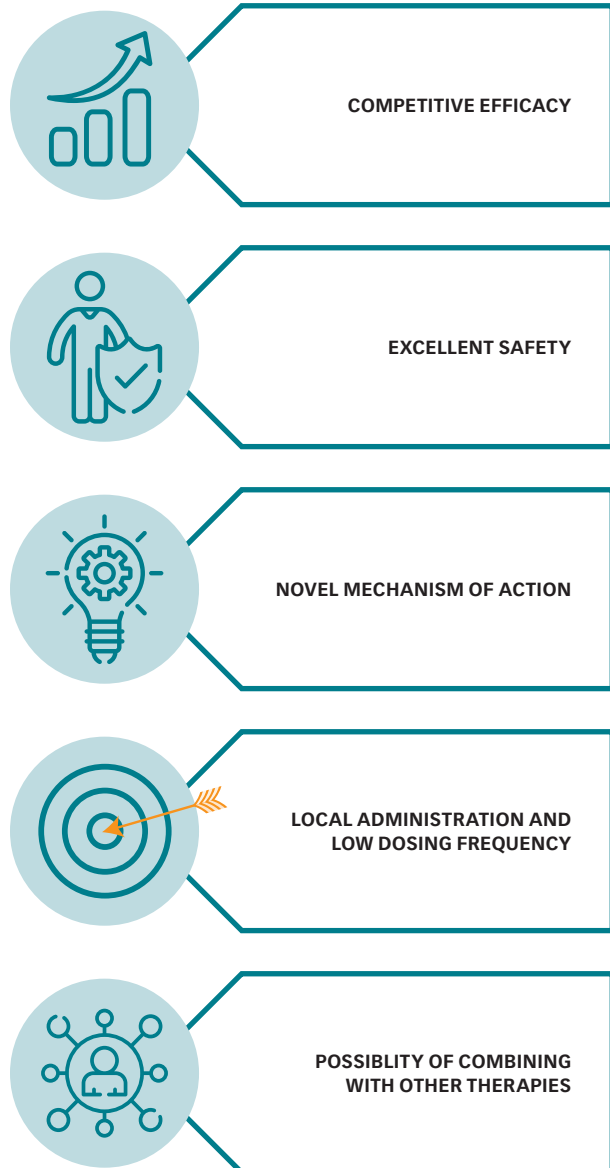 COMPETITIVE EFFICACY
EXCELLENT SAFETY
NOVEL MECHANISM OF ACTION
LOCAL ADMINISTRATION AND
LOW DOSING FREQUENCY
POSSIBLITY OF COMBINING
WITH OTHER THERAPIES